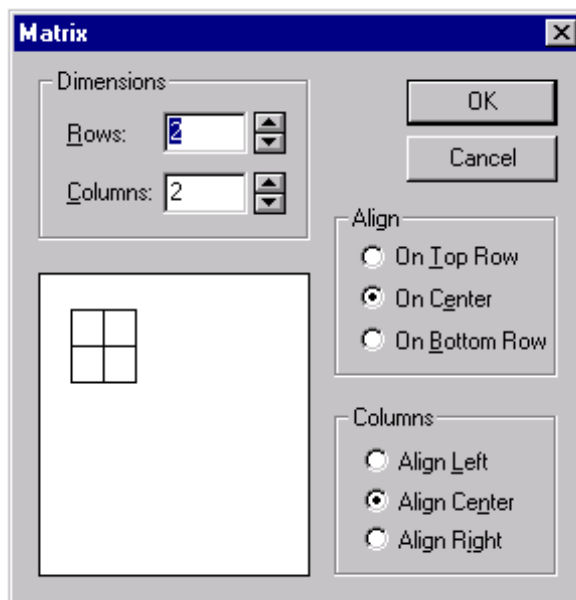 Matrix
Dimensions
Rows: 2
Columns: 2
OK
Cancel
Align
On Top Row
On Center
On Bottom Row
Columns
Align Left
Align Center
Align Right